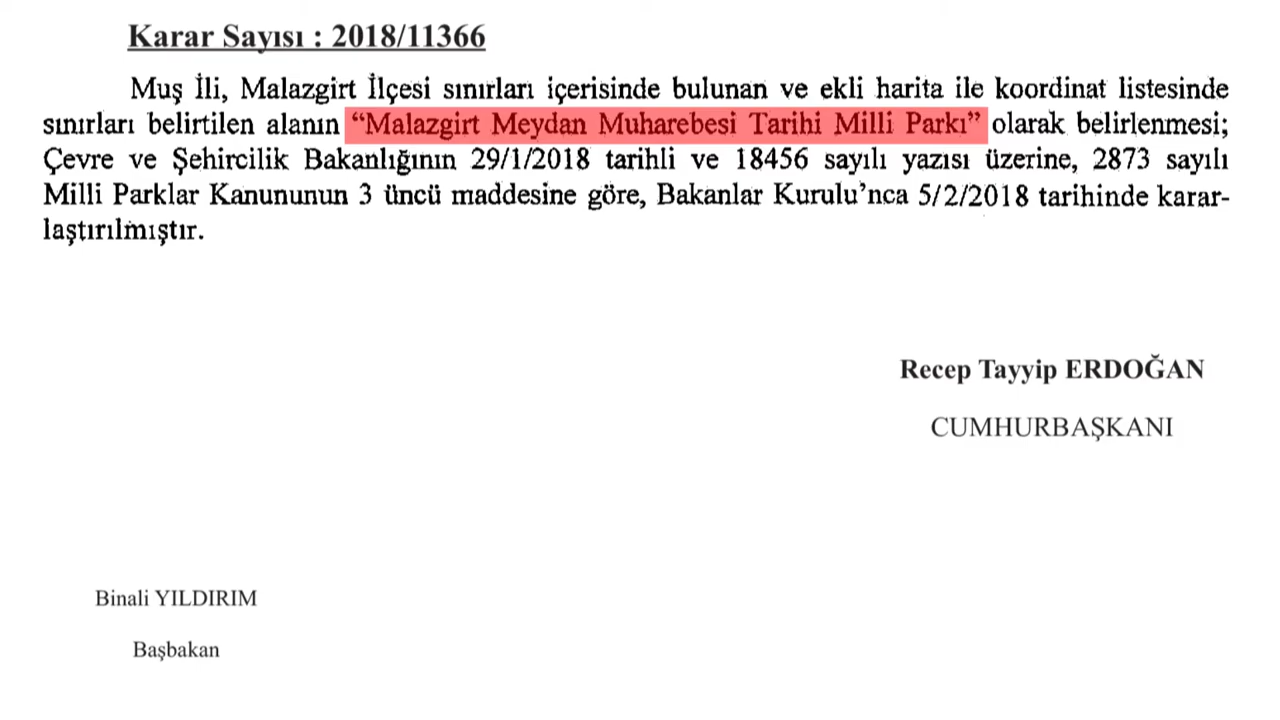 Karar Sayısı : 2018/11366
Muş İli, Malazgirt İlçesi sınırları içerisinde bulunan ve ekli harita ile koordinat listesinde
sınırları belirtilen alanın “Malazgirt Meydan Muharebesi Tarihi Milli Parkı” olarak belirlenmesi;
Çevre ve Şehircilik Bakanlığının 29/1/2018 tarihli ve 18456 sayılı yazısı üzerine, 2873 sayılı
Milli Parklar Kanununun 3 üncü maddesine göre, Bakanlar Kurulu’nca 5/2/2018 tarihinde karar-
laştırılmıştır.
Recep Tayyip ERDOĞAN
CUMHURBAŞKANI
Binali YILDIRIM
Başbakan